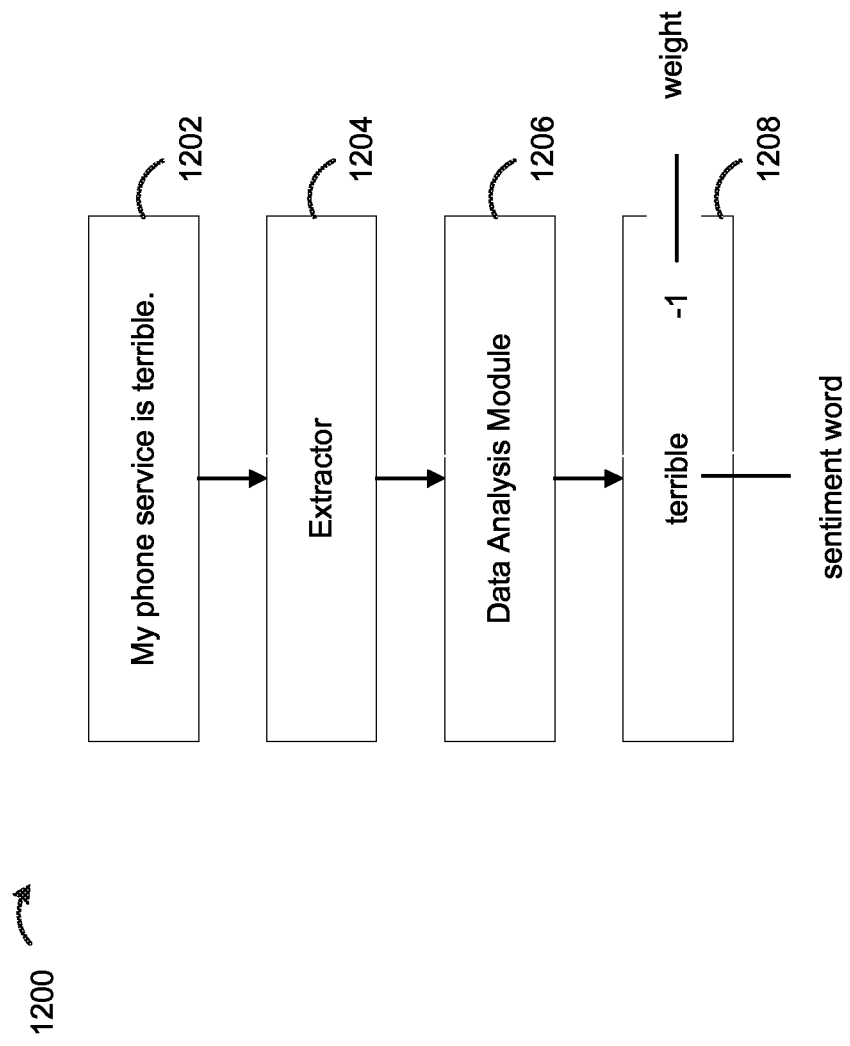 1200
My phone service is terrible.
1202
Extractor
1204
Data Analysis Module
1206
terrible
-1
weight
1208
sentiment word